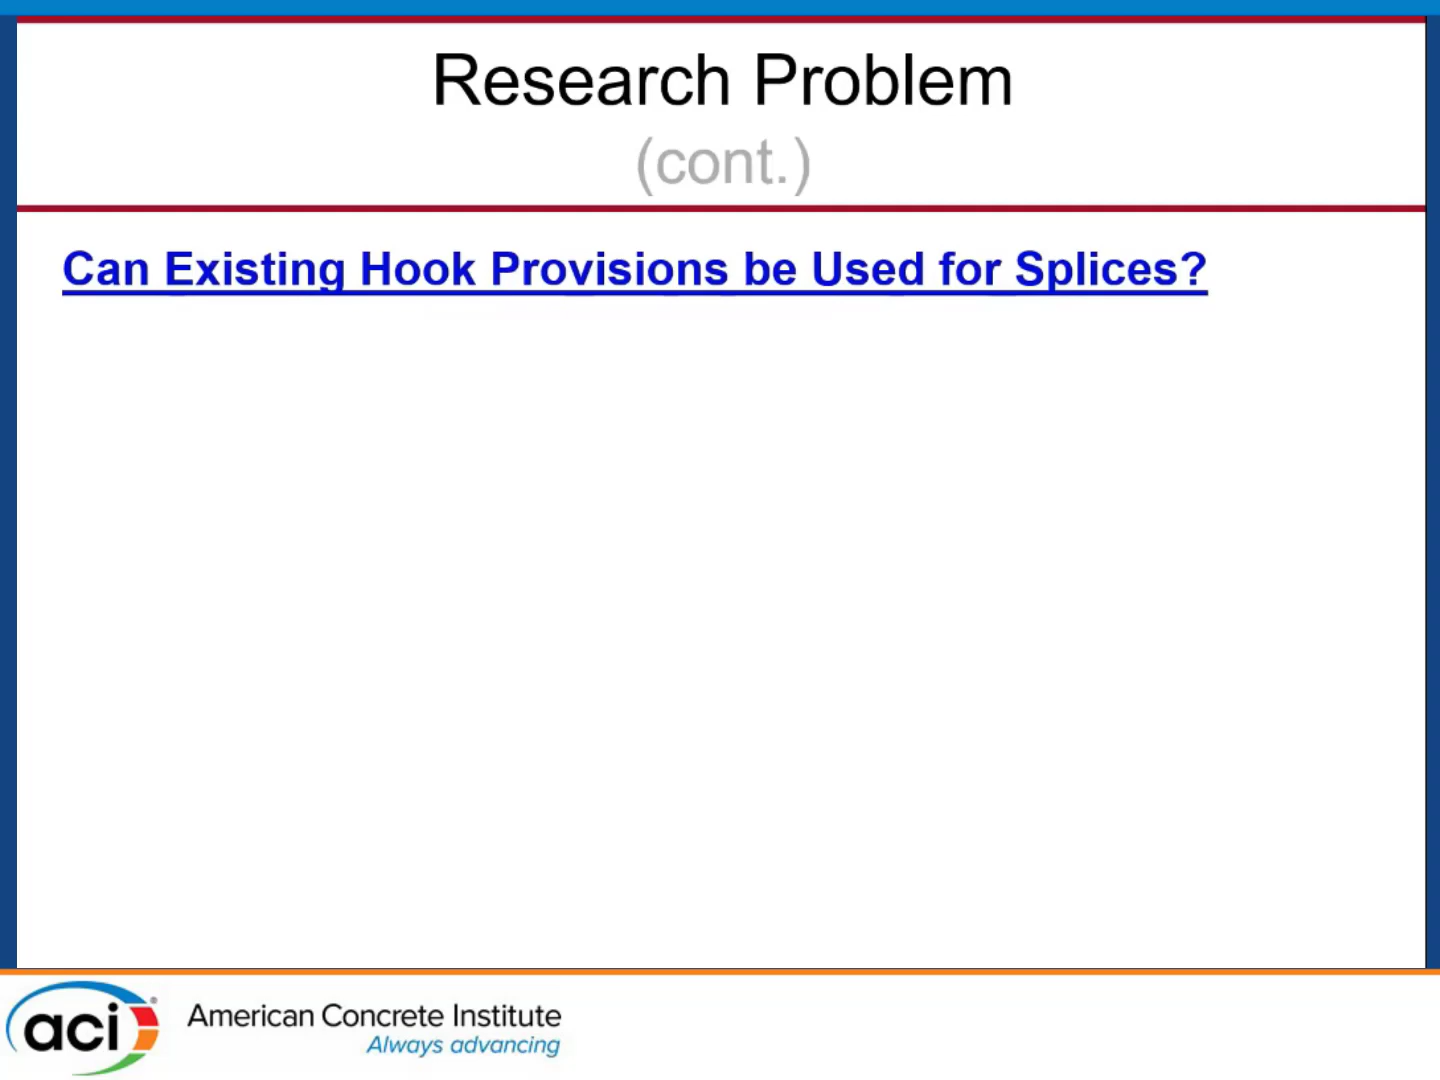 Research Problem
(cont.)
Can Existing Hook Provisions be Used for Splices?
aci®
American Concrete Institute
Always advancing